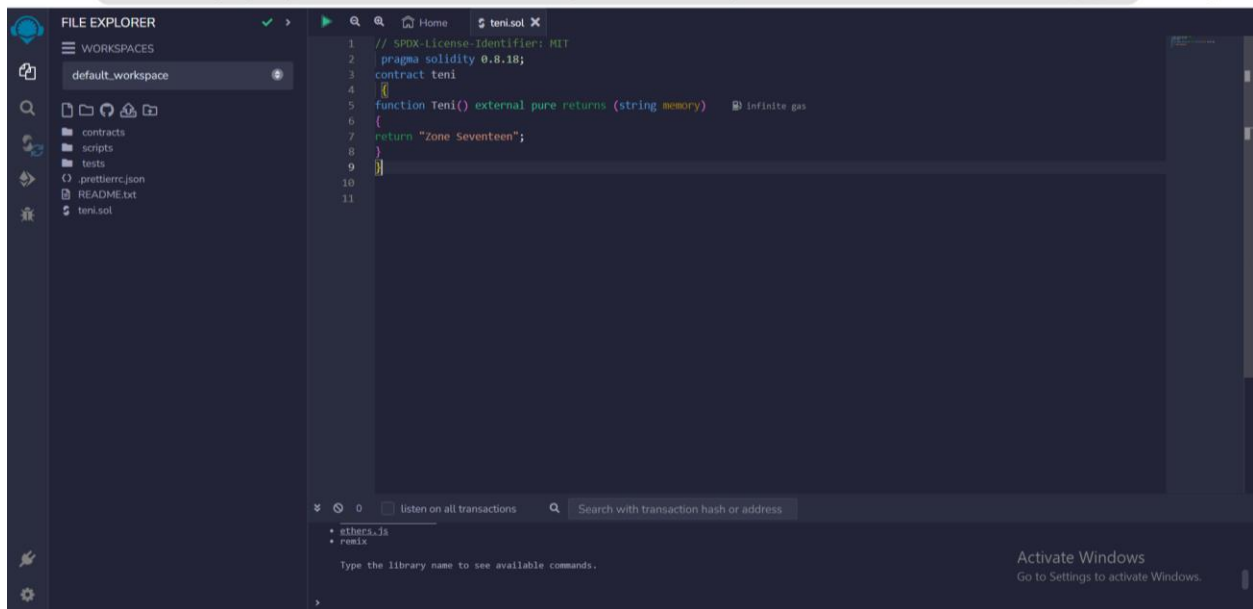 FILE EXPLORER
WORKSPACES
default_workspace
contracts
scripts
tests
.prettierrc.json
README.txt
teni.sol
Home
teni.sol
1 // SPDX-License-Identifier: MIT
2 pragma solidity 0.8.18;
3 contract teni
4 {
5 function Teni() external pure returns (string memory) infinite gas
6 {
7 return "Zone Seventeen";
8 }
9 }
10
11
0 listen on all transactions Search with transaction hash or address
• ethers.js
• remix
Type the library name to see available commands.
>
Activate Windows
Go to Settings to activate Windows.